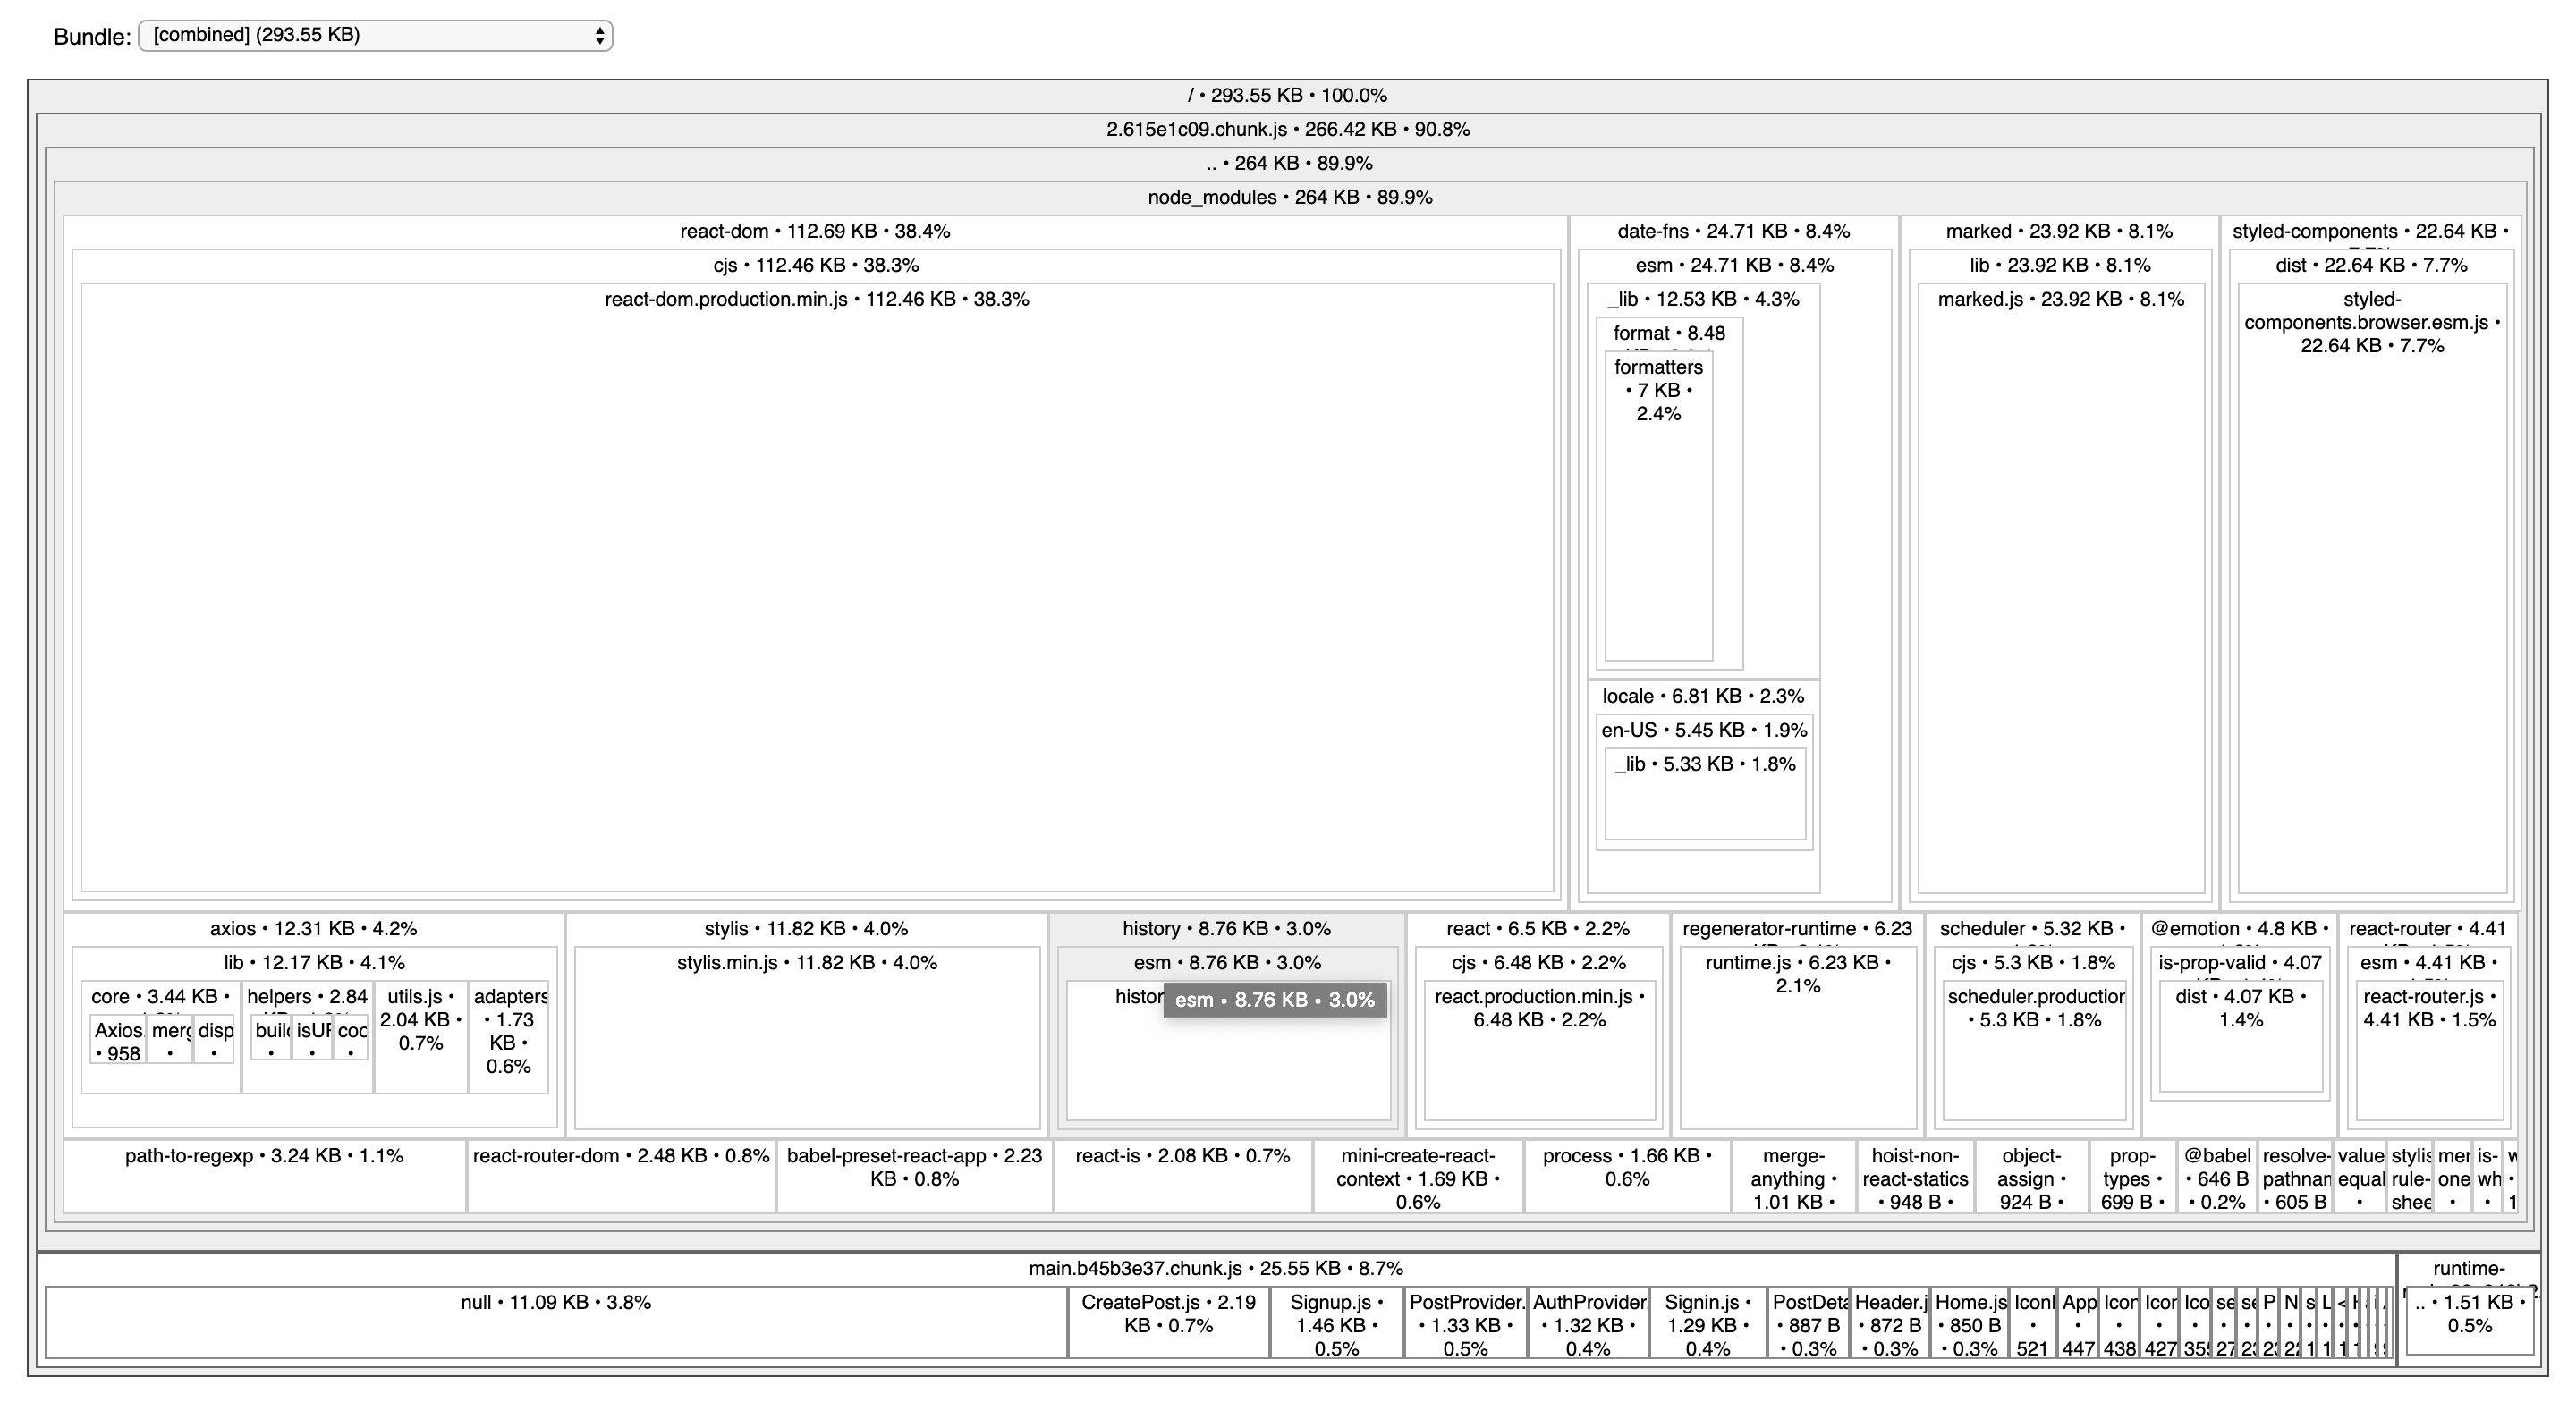 Bundle: [combined] (293.55 KB)
/ • 293.55 KB • 100.0%
2.615e1c09.chunk.js • 266.42 KB • 90.8%
.. • 264 KB • 89.9%
node_modules • 264 KB • 89.9%
react-dom • 112.69 KB • 38.4%
cjs • 112.46 KB • 38.3%
react-dom.production.min.js • 112.46 KB • 38.3%
date-fns • 24.71 KB • 8.4%
esm • 24.71 KB • 8.4%
_lib • 12.53 KB • 4.3%
format • 8.48
formatters
• 7 KB •
2.4%
locale • 6.81 KB • 2.3%
en-US • 5.45 KB • 1.9%
_lib • 5.33 KB • 1.8%
marked • 23.92 KB • 8.1%
lib • 23.92 KB • 8.1%
marked.js • 23.92 KB • 8.1%
styled-components • 22.64 KB •
dist • 22.64 KB • 7.7%
styled-
components.browser.esm.js •
22.64 KB • 7.7%
axios • 12.31 KB • 4.2%
lib • 12.17 KB • 4.1%
core • 3.44 KB •
Axios.
• 958
merg
•
disp
•
helpers • 2.84
build
•
isUR
•
coo
•
utils.js •
2.04 KB •
0.7%
adapters
• 1.73
KB •
0.6%
stylis • 11.82 KB • 4.0%
stylis.min.js • 11.82 KB • 4.0%
history • 8.76 KB • 3.0%
esm • 8.76 KB • 3.0%
histor
esm • 8.76 KB • 3.0%
react • 6.5 KB • 2.2%
cjs • 6.48 KB • 2.2%
react.production.min.js •
6.48 KB • 2.2%
regenerator-runtime • 6.23
runtime.js • 6.23 KB •
2.1%
scheduler • 5.32 KB •
cjs • 5.3 KB • 1.8%
scheduler.production
• 5.3 KB • 1.8%
@emotion • 4.8 KB •
is-prop-valid • 4.07
dist • 4.07 KB •
1.4%
react-router • 4.41
esm • 4.41 KB •
react-router.js •
4.41 KB • 1.5%
path-to-regexp • 3.24 KB • 1.1%
react-router-dom • 2.48 KB • 0.8%
babel-preset-react-app • 2.23
KB • 0.8%
react-is • 2.08 KB • 0.7%
mini-create-react-
context • 1.69 KB •
0.6%
process • 1.66 KB •
0.6%
merge-
anything •
1.01 KB •
hoist-non-
react-statics
• 948 B •
object-
assign •
924 B •
prop-
types •
699 B •
@babel
• 646 B
• 0.2%
resolve-
pathnam
• 605 B
value
equal
•
stylis
rule-
shee
mem
one
•
is-
wh
•
main.b45b3e37.chunk.js • 25.55 KB • 8.7%
null • 11.09 KB • 3.8%
CreatePost.js • 2.19
KB • 0.7%
Signup.js •
1.46 KB •
0.5%
PostProvider.
• 1.33 KB •
0.5%
AuthProvider
• 1.32 KB •
0.4%
Signin.js •
1.29 KB •
0.4%
PostDeta
• 887 B
• 0.3%
Header.j
• 872 B
• 0.3%
Home.js
• 850 B
• 0.3%
Icon
•
521
App
•
447
Icon
•
438
Icon
•
427
Ico
•
355
runtime-
.. • 1.51 KB •
0.5%